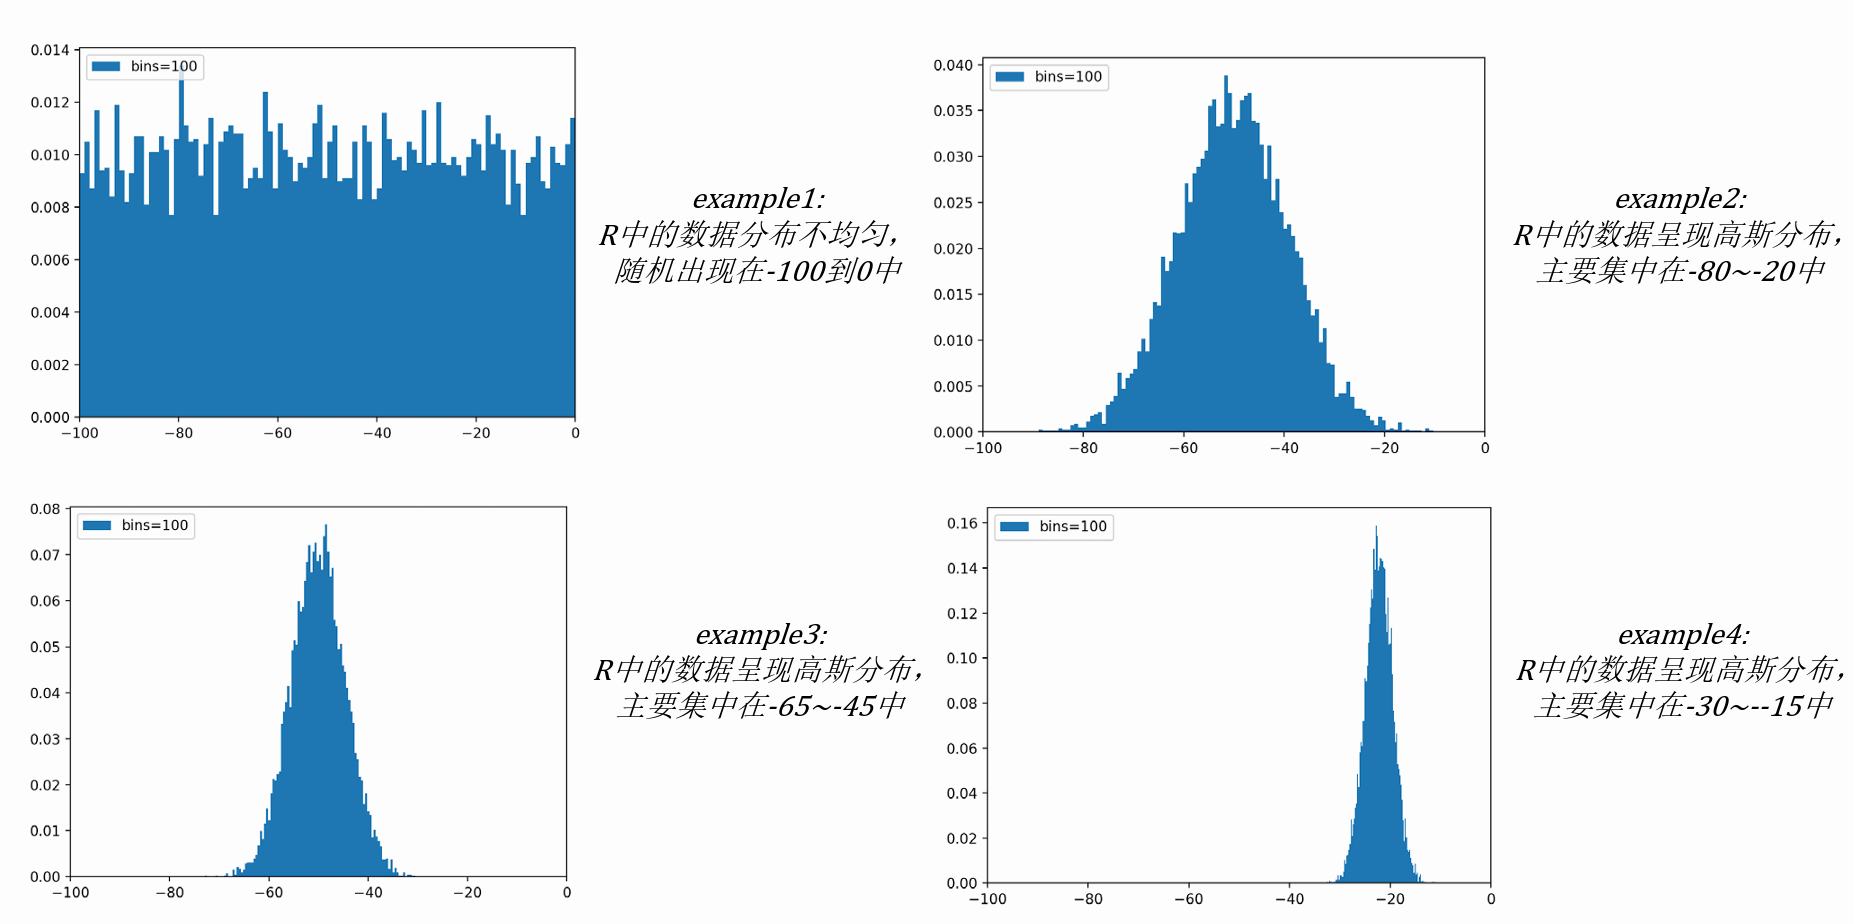 0.014
0.012
0.010
0.008
0.006
0.004
0.002
0.000
bins=100
−100 −80 −60 −40 −20 0
example1:
R中的数据分布不均匀，
随机出现在-100到0中
0.040
0.035
0.030
0.025
0.020
0.015
0.010
0.005
0.000
bins=100
−100 −80 −60 −40 −20 0
example2:
R中的数据呈现高斯分布，
主要集中在-80~-20中
0.08
0.07
0.06
0.05
0.04
0.03
0.02
0.01
0.00
bins=100
−100 −80 −60 −40 −20 0
example3:
R中的数据呈现高斯分布，
主要集中在-65~-45中
0.16
0.14
0.12
0.10
0.08
0.06
0.04
0.02
0.00
bins=100
−100 −80 −60 −40 −20 0
example4:
R中的数据呈现高斯分布，
主要集中在-30~--15中